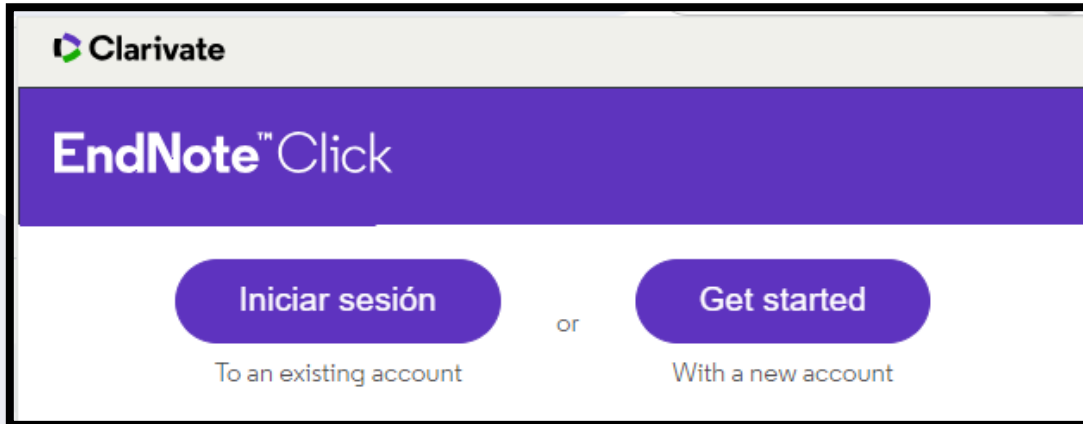 Clarivate
EndNote™ Click
Iniciar sesión or Get started
To an existing account With a new account